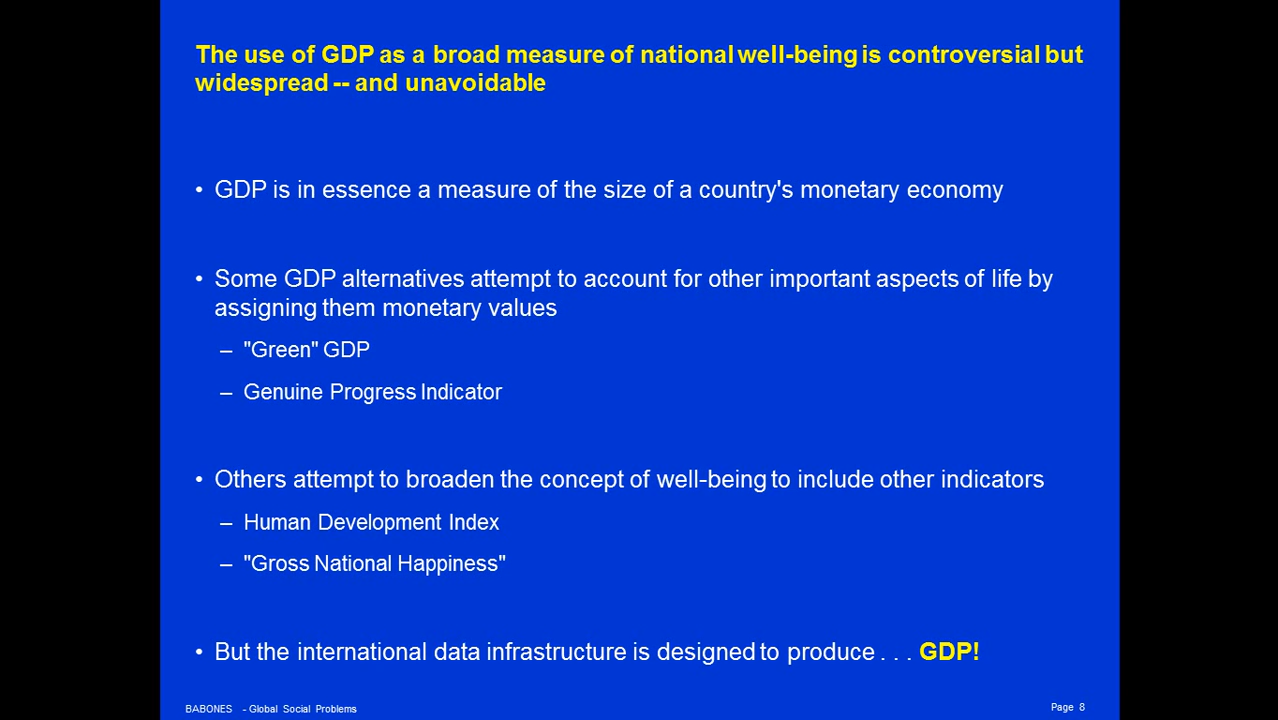 The use of GDP as a broad measure of national well-being is controversial but
widespread -- and unavoidable
• GDP is in essence a measure of the size of a country's monetary economy
• Some GDP alternatives attempt to account for other important aspects of life by
assigning them monetary values
– "Green" GDP
– Genuine Progress Indicator
• Others attempt to broaden the concept of well-being to include other indicators
– Human Development Index
– "Gross National Happiness"
• But the international data infrastructure is designed to produce . . . GDP!
BABONES - Global Social Problems
Page 8